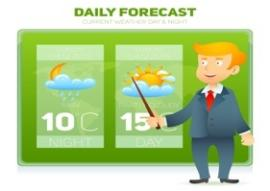 DAILY FORECAST
CURRENT WEATHER DAY & NIGHT
10°C
NIGHT
15°C
DAY